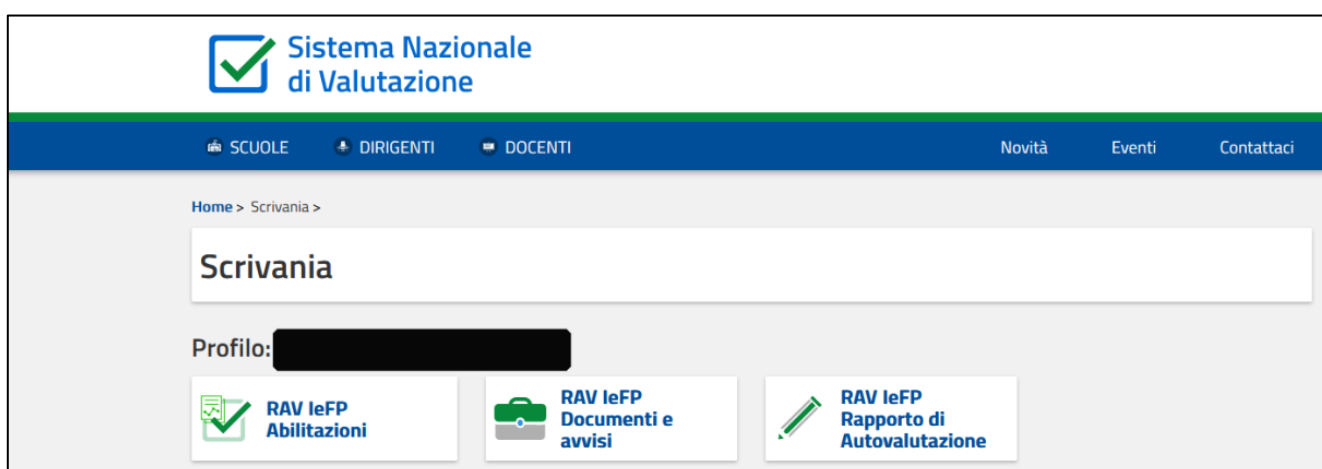 Sistema Nazionale
di Valutazione
SCUOLE DIRIGENTI DOCENTI Novità Eventi Contattaci
Home > Scrivania >
Scrivania
Profilo:
RAV IeFP
Abilitazioni
RAV IeFP
Documenti e
avvisi
RAV IeFP
Rapporto di
Autovalutazione